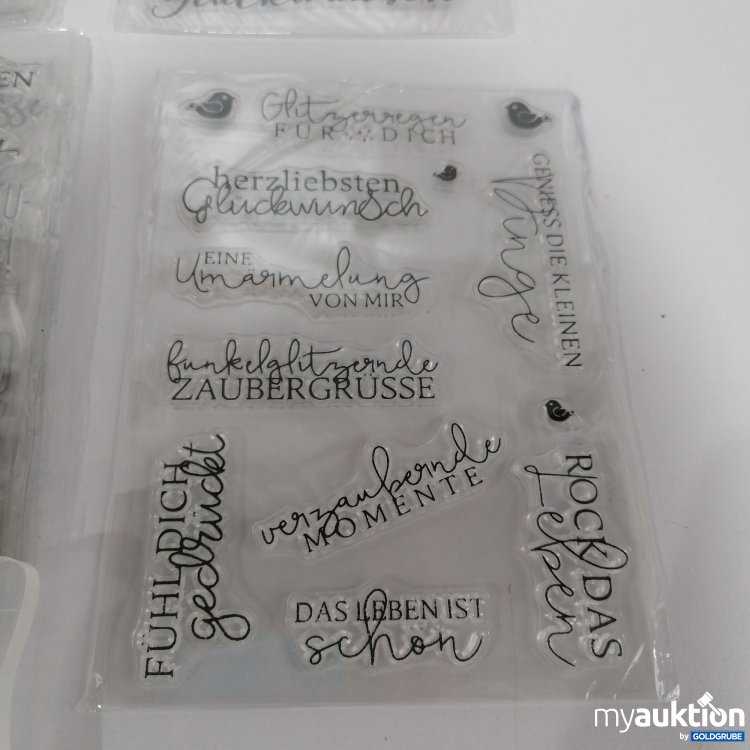 Glitzerregen
FÜR DICH
herzliebsten
Glückwunsch
EINE
Umarmelung
VON MIR
GENIESS DIE KLEINEN
Dinge
funkelglitzernde
ZAUBERGRÜSSE
FÜHL DICH
gedrückt
verzaubernde
MOMENTE
ROCK DAS
Leben
DAS LEBEN IST
schön
EN
myauktion
by GOLDGRUBE